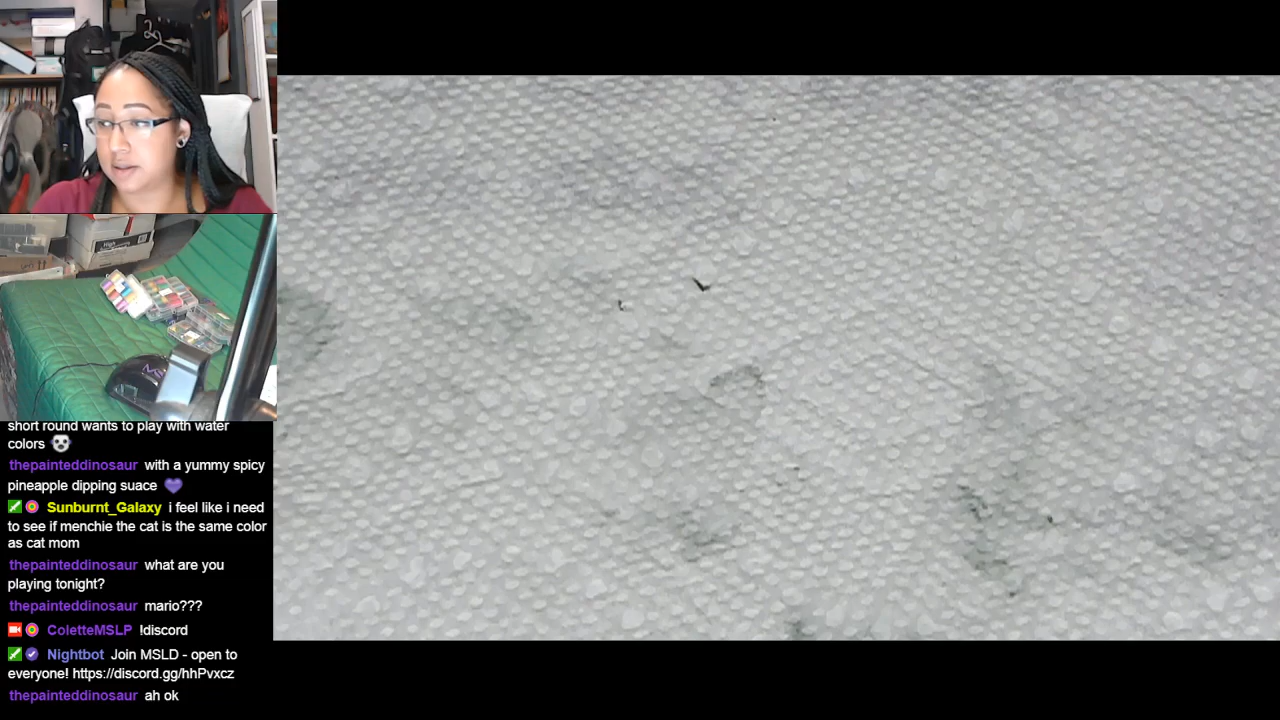 short round wants to play with water
colors
thepainteddinosaur with a yummy spicy
pineapple dipping suace
Sunburnt_Galaxy i feel like i need
to see if menchie the cat is the same color
as cat mom
thepainteddinosaur what are you
playing tonight?
thepainteddinosaur mario???
ColetteMSLP !discord
Nightbot Join MSLD - open to
everyone! https://discord.gg/hhPvxcz
thepainteddinosaur ah ok